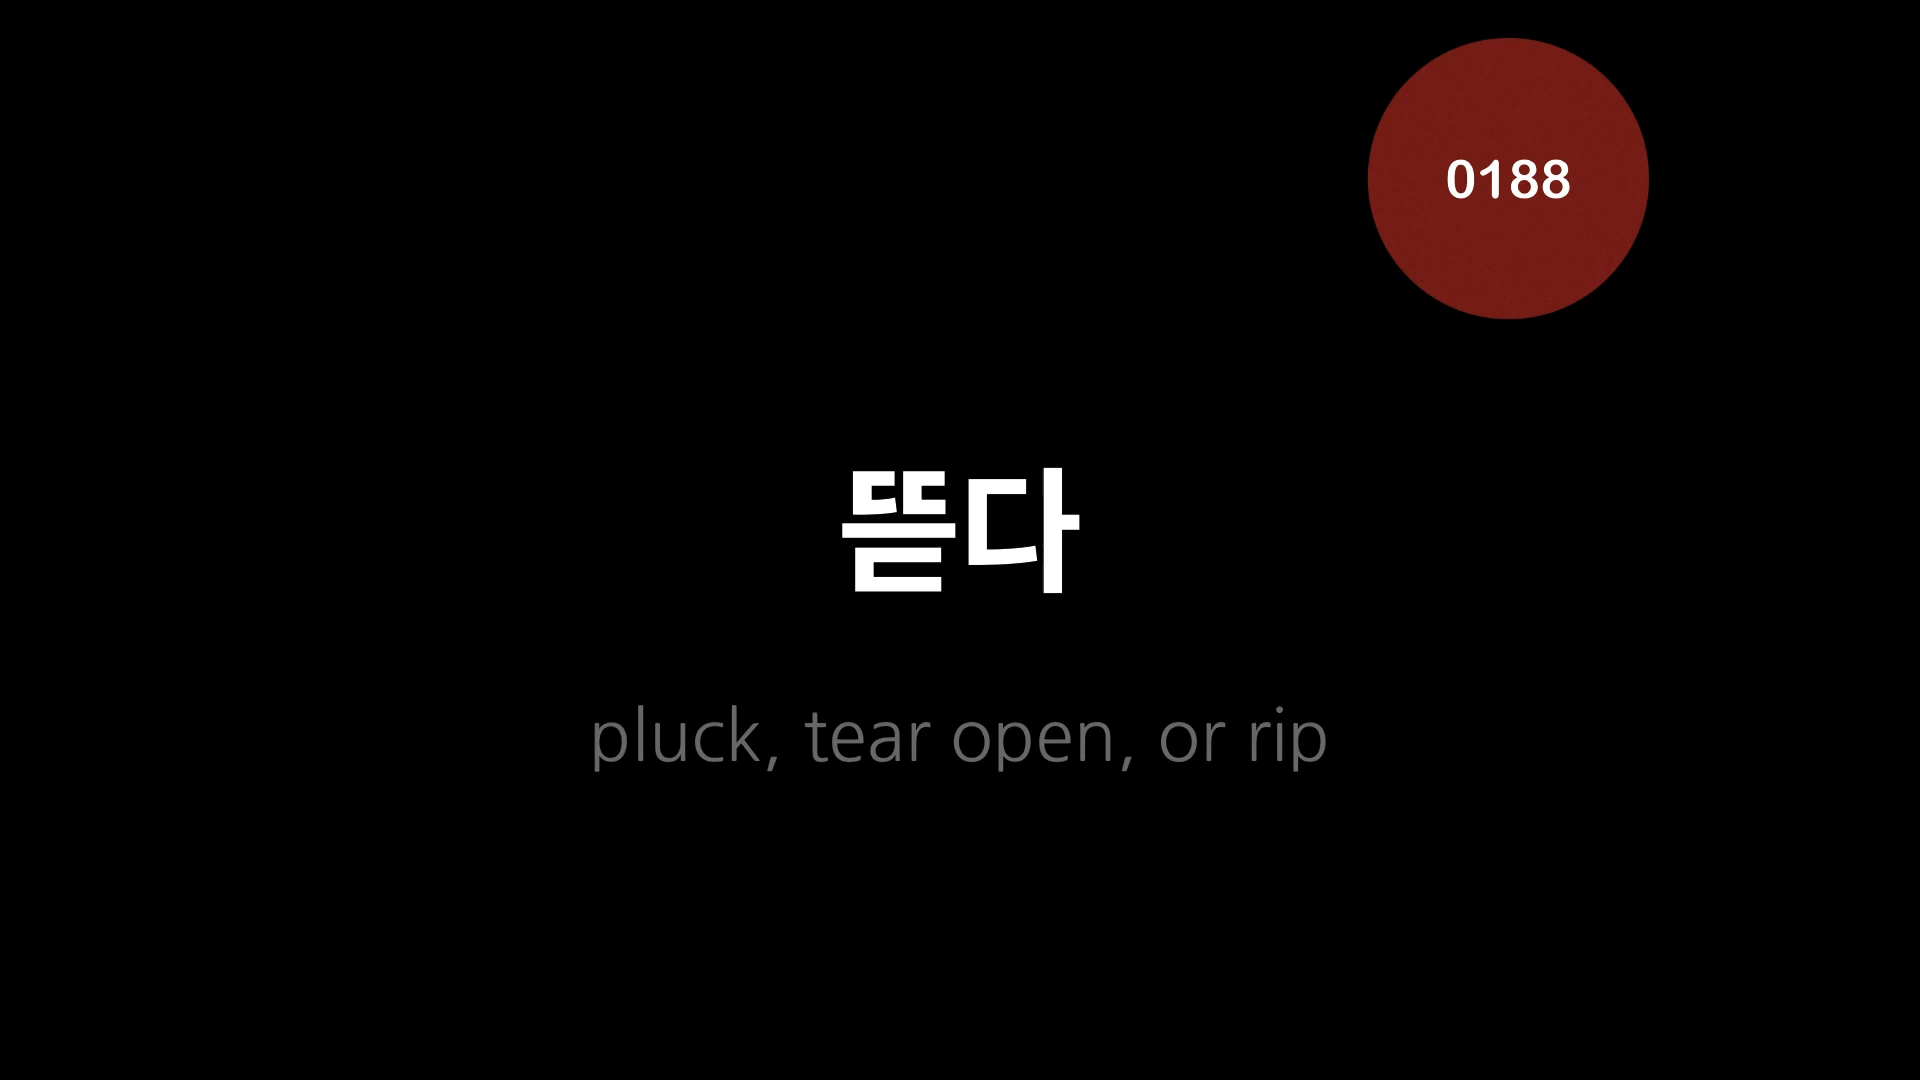 0188
뜯다
pluck, tear open, or rip